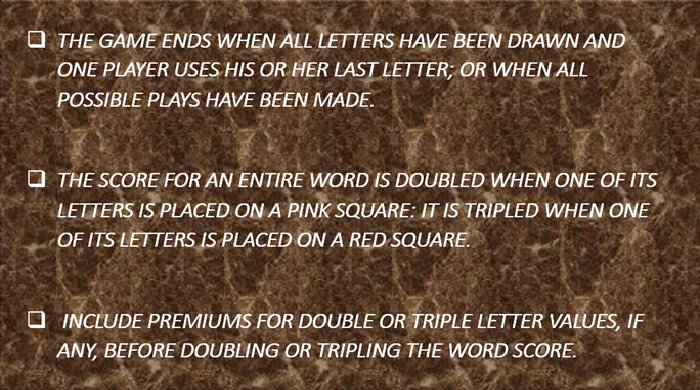 ❑ THE GAME ENDS WHEN ALL LETTERS HAVE BEEN DRAWN AND
ONE PLAYER USES HIS OR HER LAST LETTER; OR WHEN ALL
POSSIBLE PLAYS HAVE BEEN MADE.
❑ THE SCORE FOR AN ENTIRE WORD IS DOUBLED WHEN ONE OF ITS
LETTERS IS PLACED ON A PINK SQUARE: IT IS TRIPLED WHEN ONE
OF ITS LETTERS IS PLACED ON A RED SQUARE.
❑ INCLUDE PREMIUMS FOR DOUBLE OR TRIPLE LETTER VALUES, IF
ANY, BEFORE DOUBLING OR TRIPLING THE WORD SCORE.